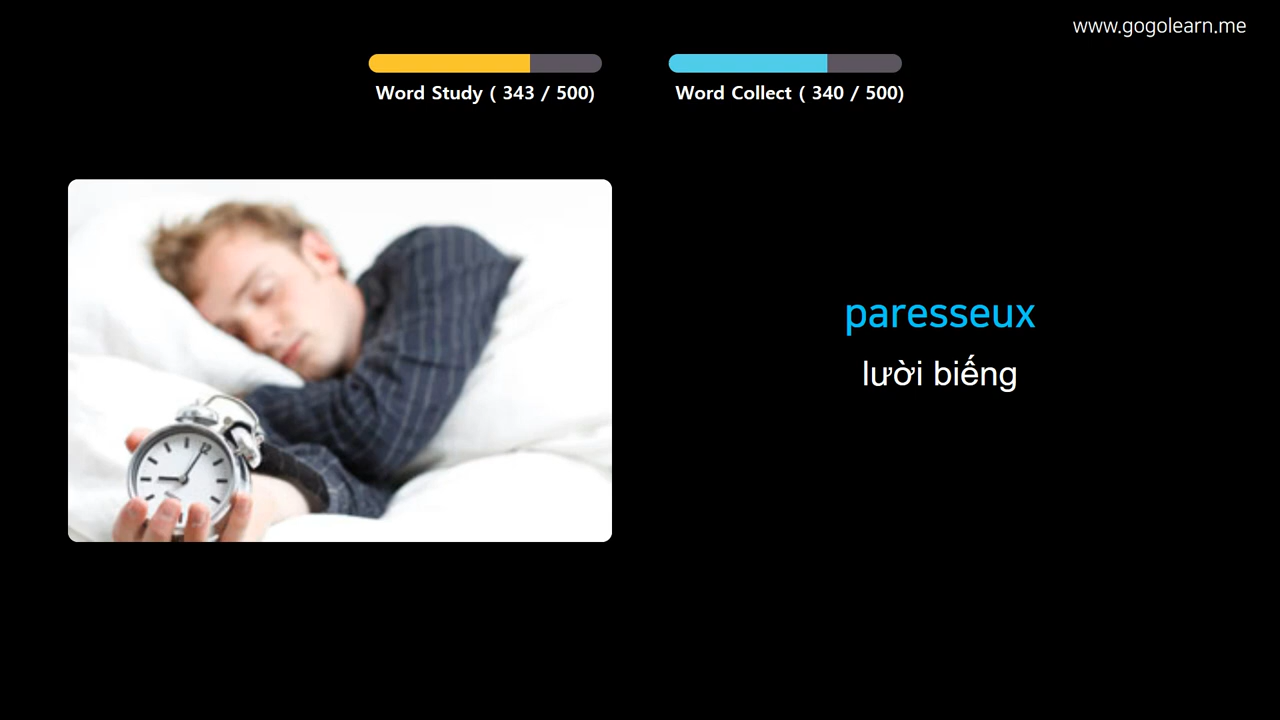 www.gogolearn.me
Word Study ( 343 / 500)
Word Collect ( 340 / 500)
paresseux
lười biếng